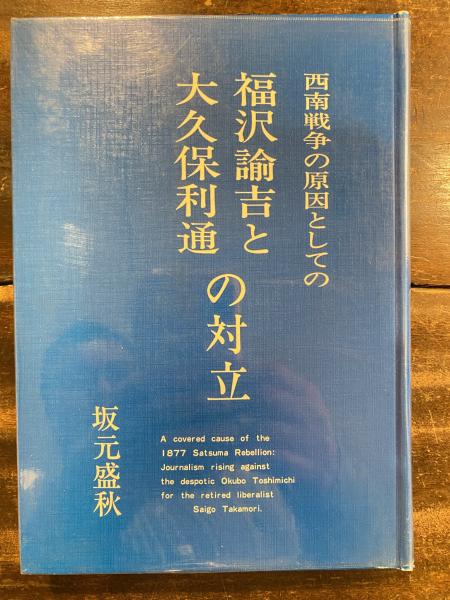 西南戦争の原因としての
福沢諭吉と
大久保利通
の対立
坂元盛秋
A covered cause of the
1877 Satsuma Rebellion:
Journalism rising against
the despotic Okubo Toshimichi
for the retired liberalist
Saigo Takamori.